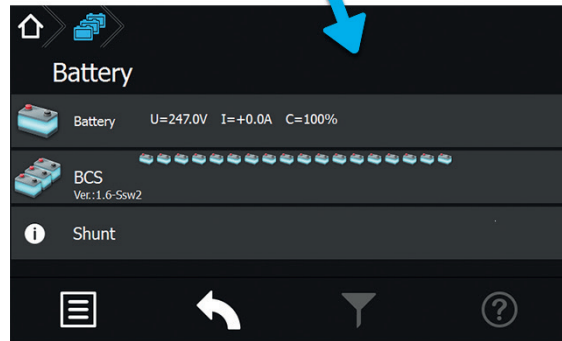 Battery
Battery U=247.0V I=+0.0A C=100%
BCS
Ver.:1.6-Ssw2
Shunt